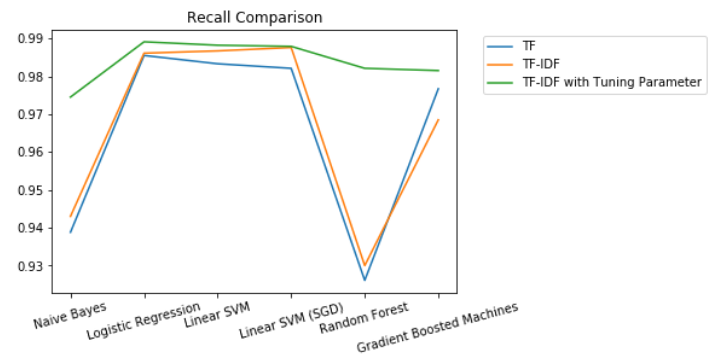 Recall Comparison
0.99
0.98
0.97
0.96
0.95
0.94
0.93
Naive Bayes
Logistic Regression
Linear SVM
Linear SVM (SGD)
Random Forest
Gradient Boosted Machines
TF
TF-IDF
TF-IDF with Tuning Parameter